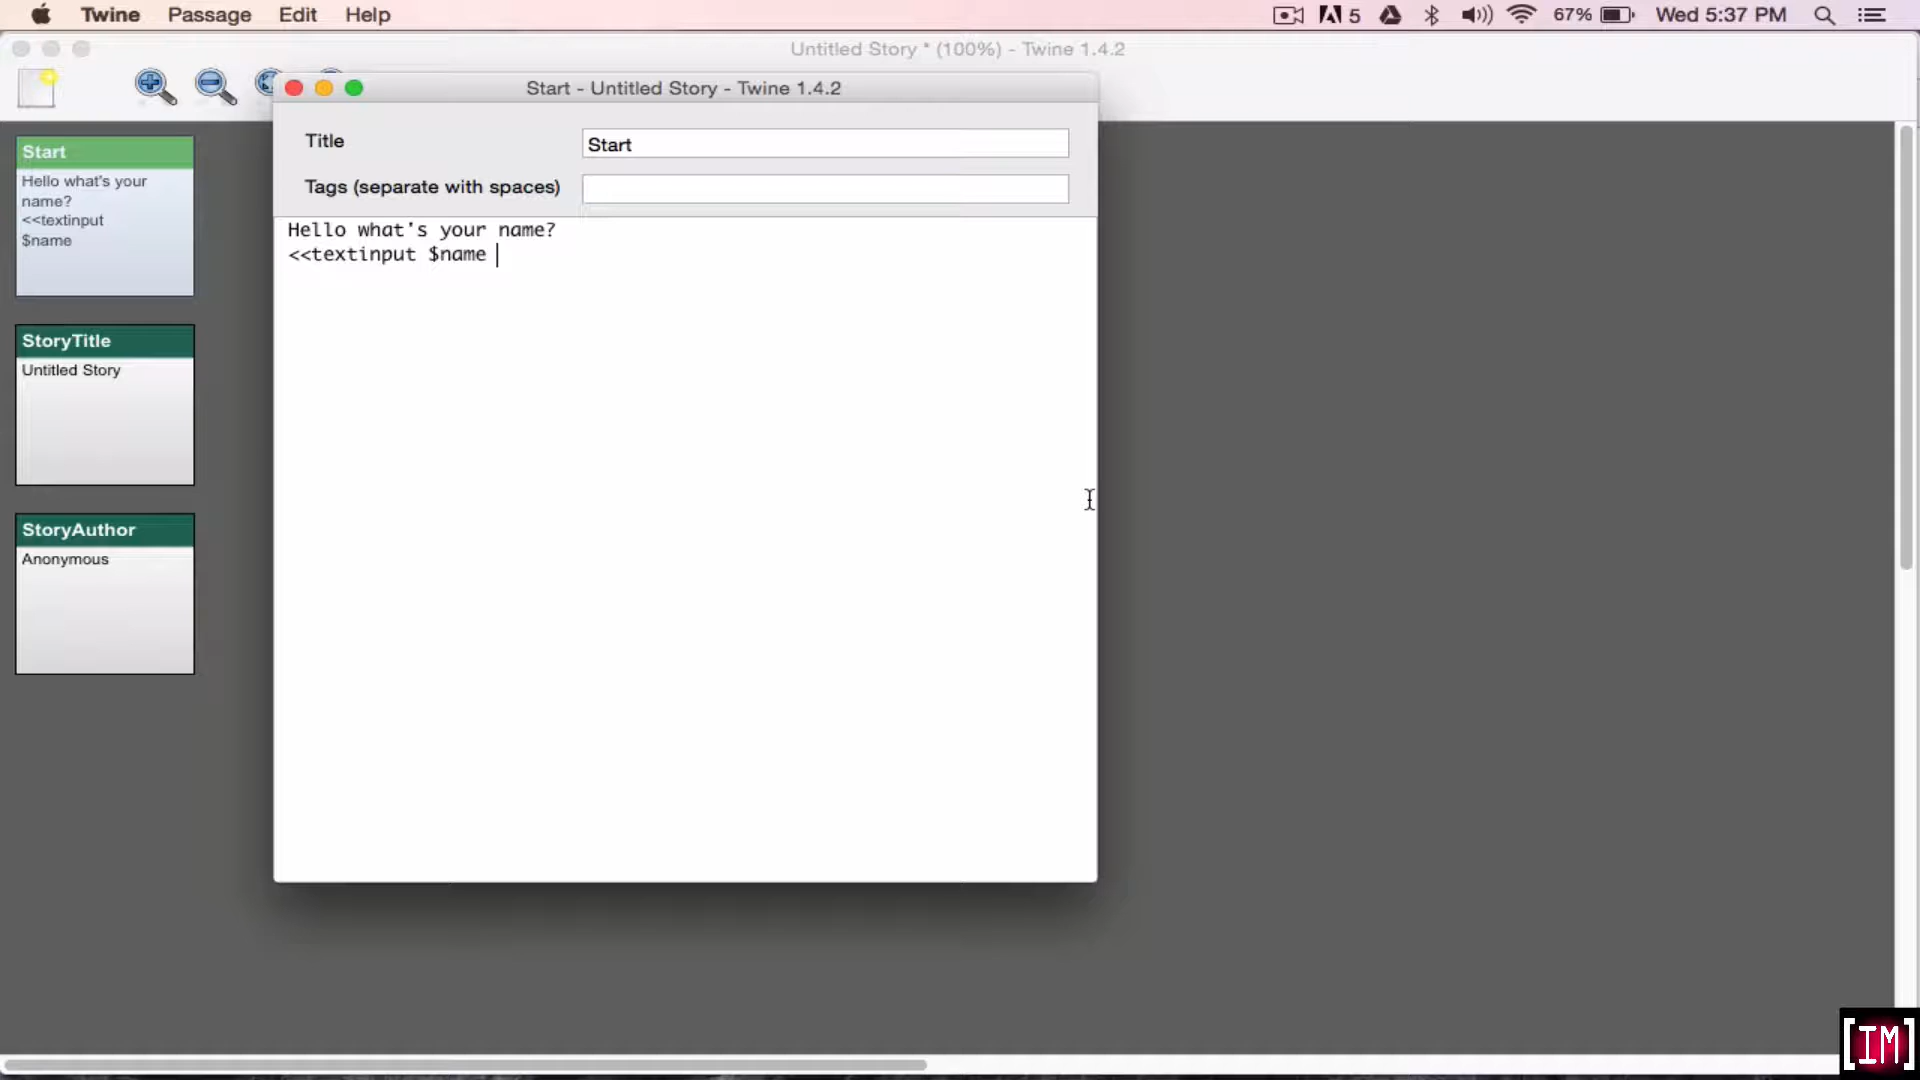 Twine Passage Edit Help 5 67% Wed 5:37 PM
Untitled Story * (100%) - Twine 1.4.2
Start - Untitled Story - Twine 1.4.2
Title
Start
Tags (separate with spaces)
Hello what's your name?
<<textinput $name
Start
Hello what's your
name?
<<textinput
$name
StoryTitle
Untitled Story
StoryAuthor
Anonymous
[IM]